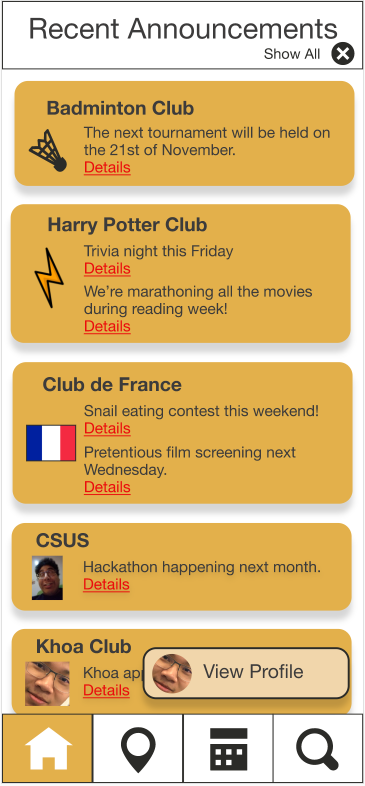 Recent Announcements
Show All
Badminton Club
The next tournament will be held on
the 21st of November.
Details
Harry Potter Club
Trivia night this Friday
Details
We're marathoning all the movies
during reading week!
Details
Club de France
Snail eating contest this weekend!
Details
Pretentious film screening next
Wednesday.
Details
CSUS
Hackathon happening next month.
Details
Khoa Club
Khoa
View Profile
Details